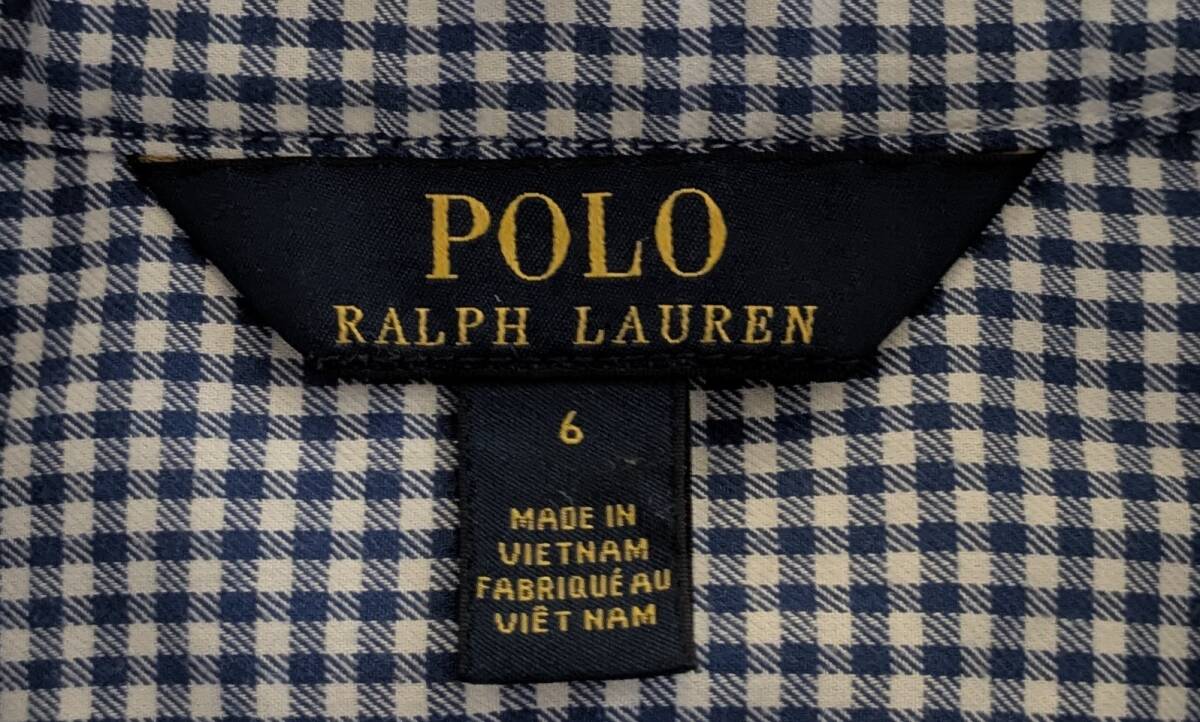 POLO
RALPH LAUREN
6
MADE IN
VIETNAM
FABRIQUÉ AU
VIÊT NAM